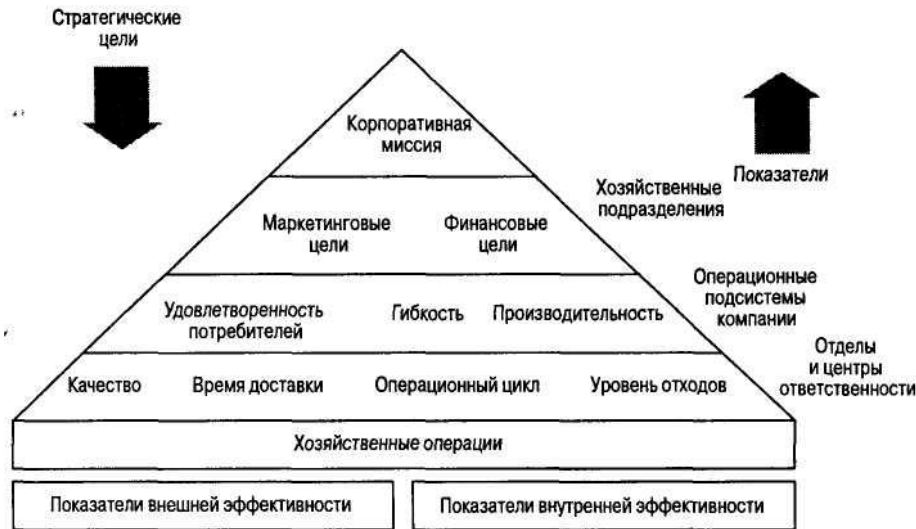 Стратегические
цели
Корпоративная
миссия
Показатели
Хозяйственные
подразделения
Маркетинговые
цели
Финансовые
цели
Операционные
подсистемы
компании
Удовлетворенность
потребителей
Гибкость
Производительность
Отделы
и центры
ответственности
Качество
Время доставки
Операционный цикл
Уровень отходов
Хозяйственные операции
Показатели внешней эффективности
Показатели внутренней эффективности